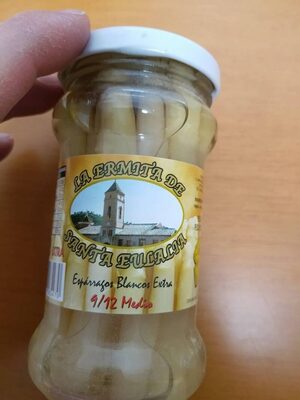 LA ERMITA DE
SANTA EULALIA
Espárragos Blancos Extra
9/12 Medio